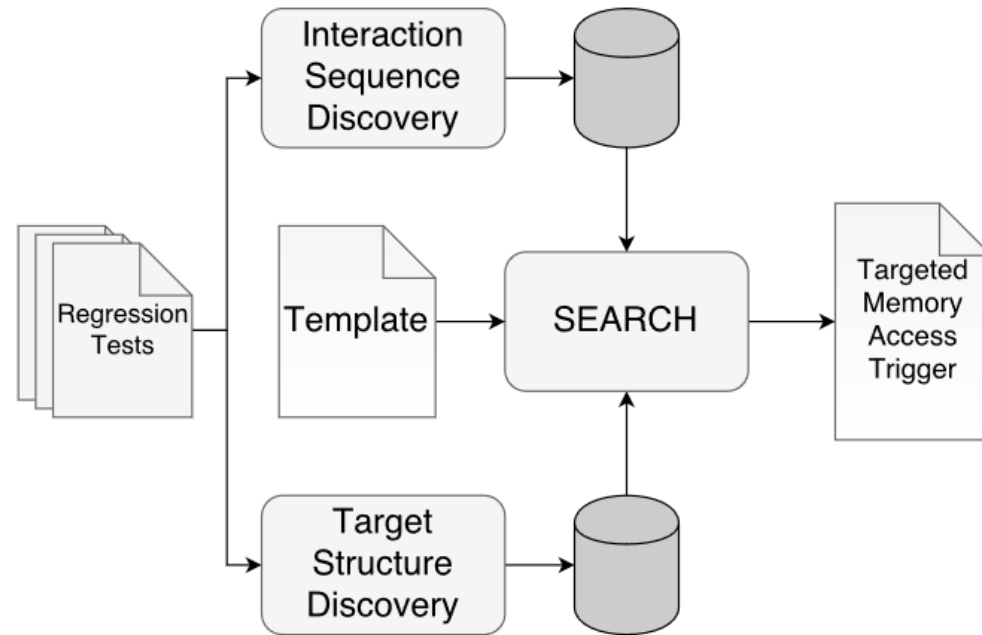 Interaction
Sequence
Discovery
Regression
Tests
Template
SEARCH
Targeted
Memory
Access
Trigger
Target
Structure
Discovery